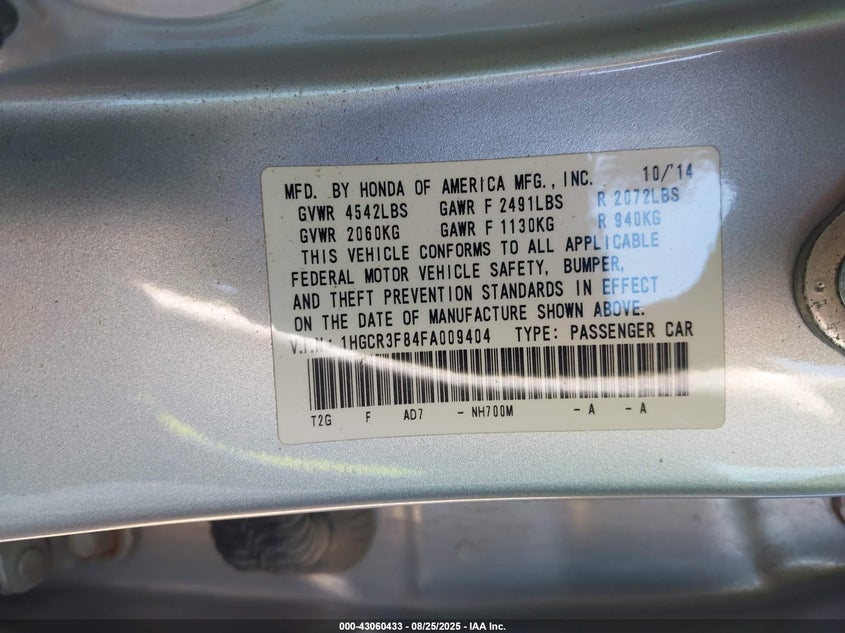 MFD. BY HONDA OF AMERICA MFG., INC. 10/'14
GVWR 4542LBS GAWR F 2491LBS R 2072LBS
GVWR 2060KG GAWR F 1130KG R 940KG
THIS VEHICLE CONFORMS TO ALL APPLICABLE
FEDERAL MOTOR VEHICLE SAFETY, BUMPER,
AND THEFT PREVENTION STANDARDS IN EFFECT
ON THE DATE OF MANUFACTURE SHOWN ABOVE.
V.I.N: 1HGCR3F84FA009404 TYPE: PASSENGER CAR
T2G F AD7 - NH700M - A - A
000-43060433 - 08/25/2025 - IAA Inc.